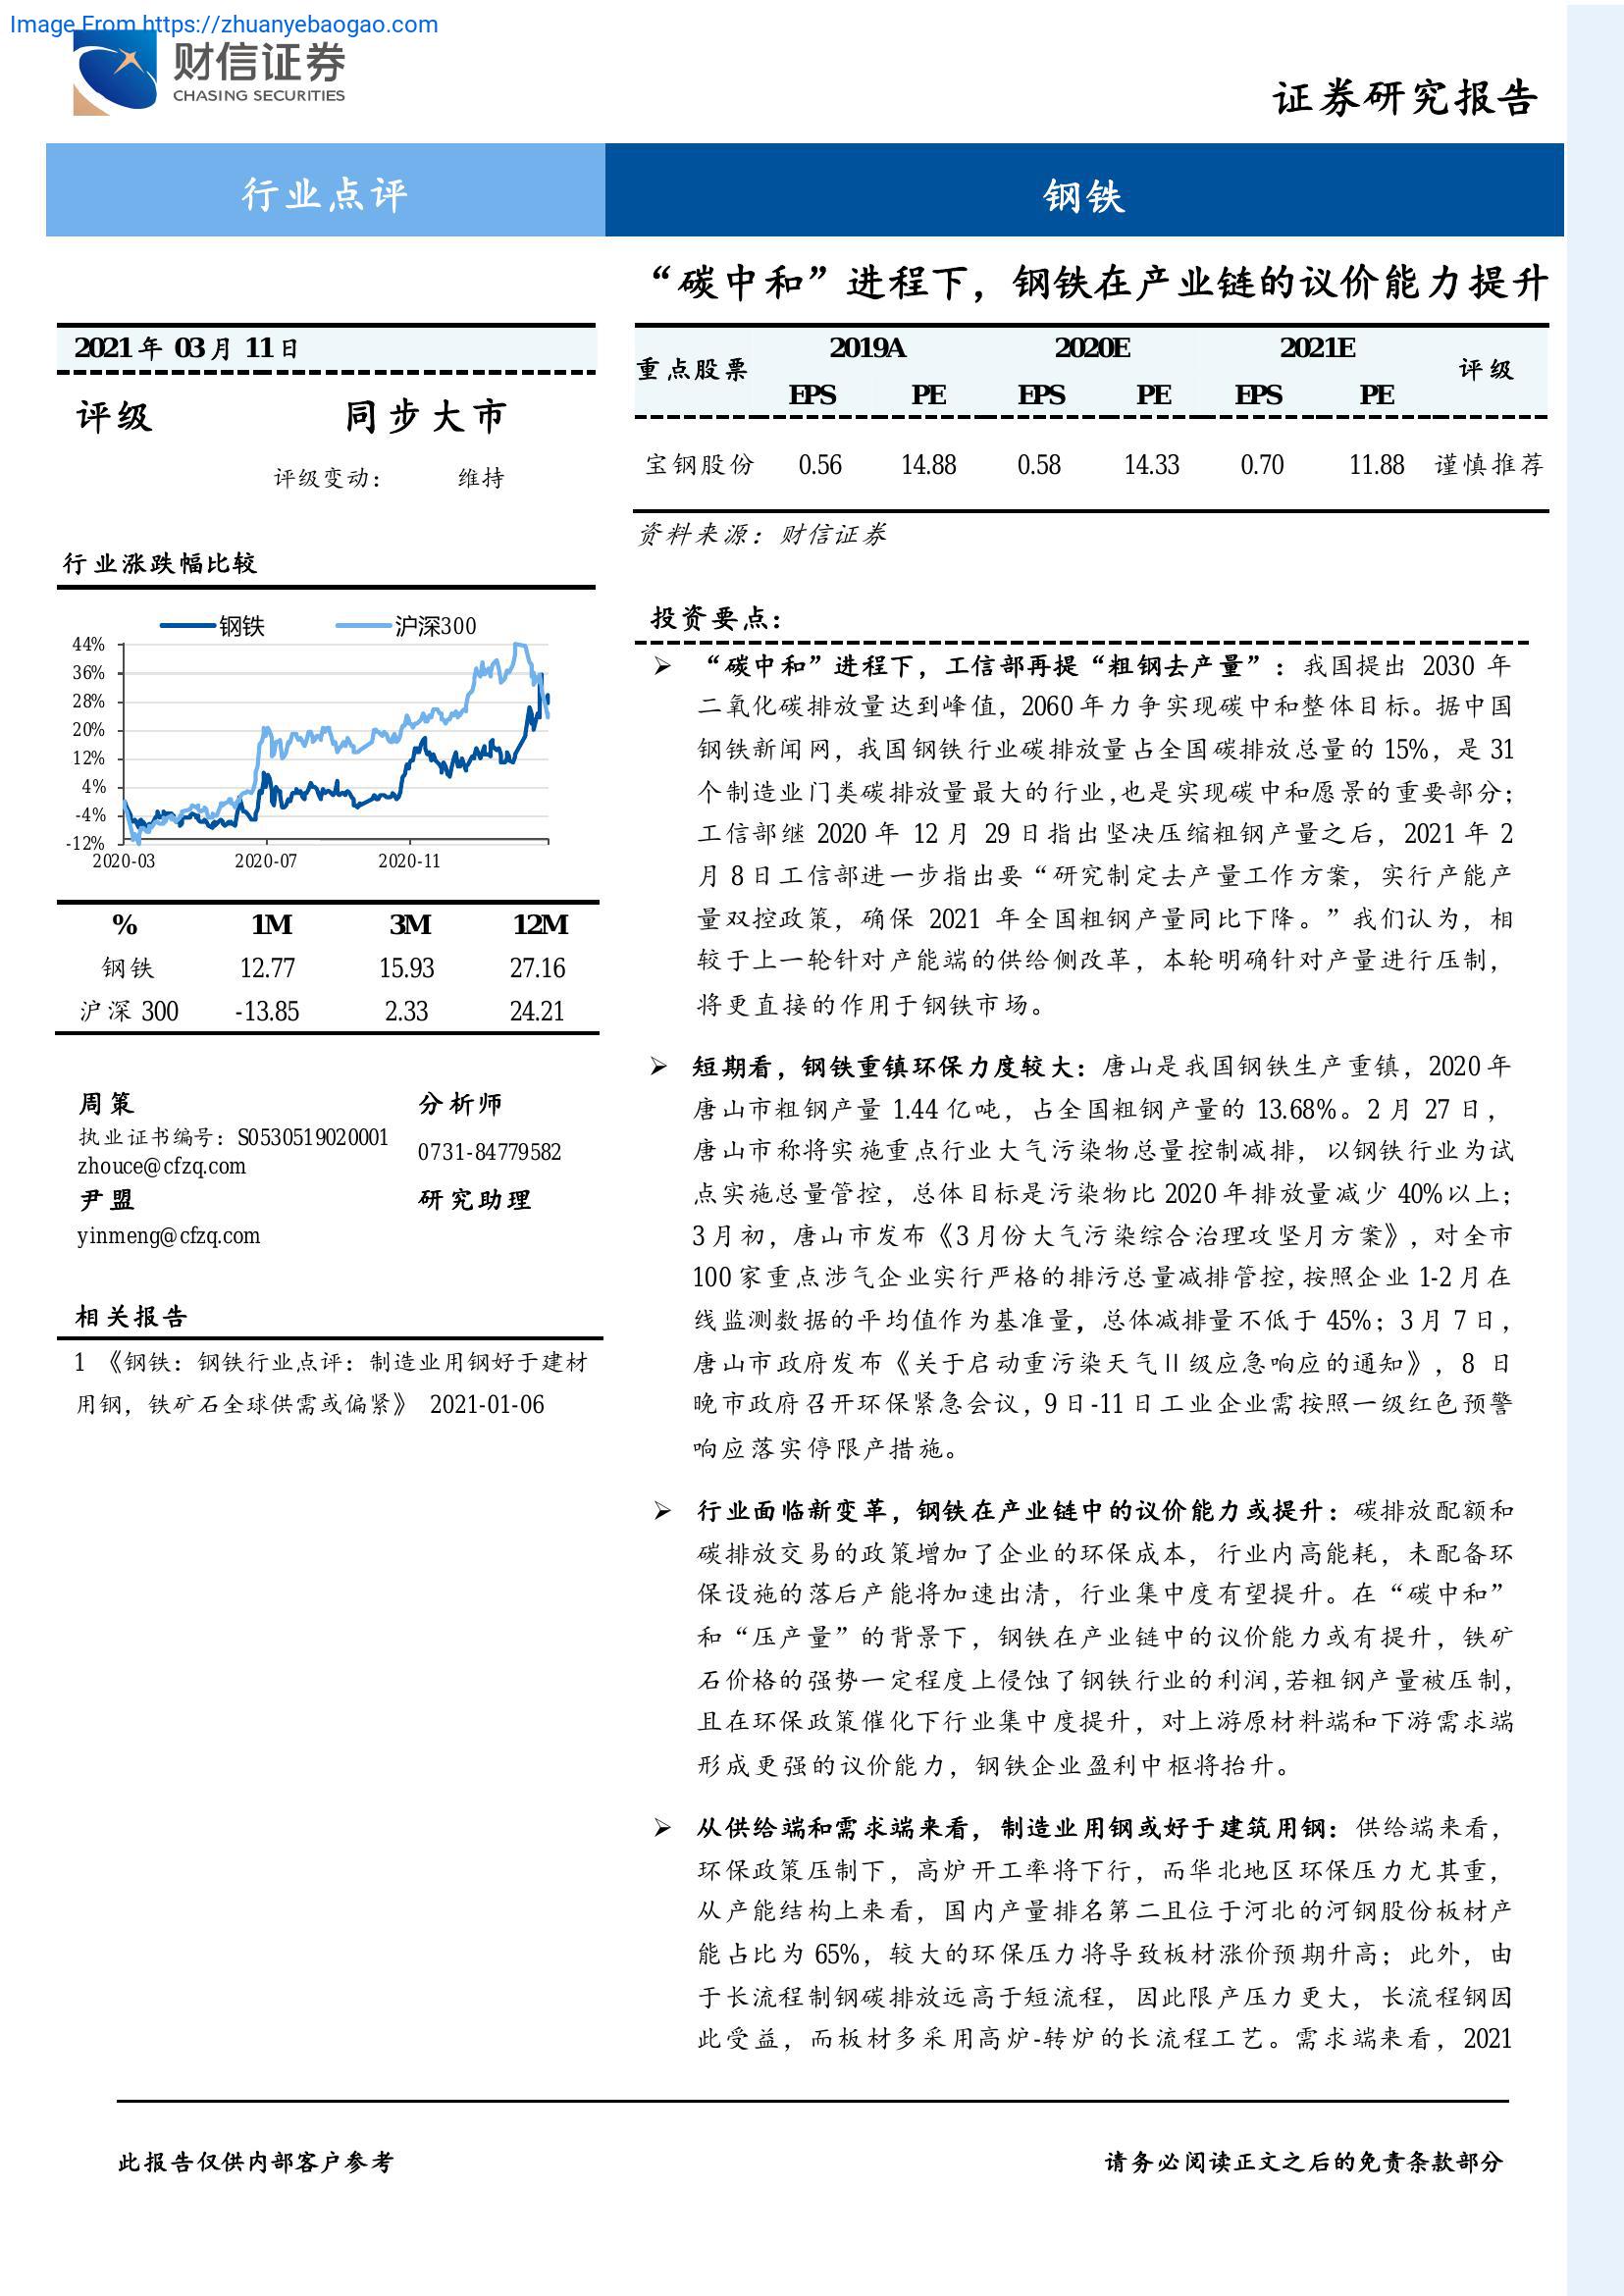 Image From https://zhuanyebaogao.com
财信证券
CHASING SECURITIES
证券研究报告
行业点评
钢铁
“碳中和”进程下，钢铁在产业链的议价能力提升
2021 年 03 月 11 日
评级 同步大市
评级变动： 维持
行业涨跌幅比较
钢铁 沪深300
44%
36%
28%
20%
12%
4%
-4%
-12%
2020-03 2020-07 2020-11
% 1M 3M 12M
钢铁 12.77 15.93 27.16
沪深 300 -13.85 2.33 24.21
周策 分析师
执业证书编号：S0530519020001 0731-84779582
zhouce@cfzq.com
尹盟 研究助理
yinmeng@cfzq.com
相关报告
1 《钢铁：钢铁行业点评：制造业用钢好于建材
用钢，铁矿石全球供需或偏紧》 2021-01-06
重点股票 2019A 2020E 2021E 评级
EPS PE EPS PE EPS PE
宝钢股份 0.56 14.88 0.58 14.33 0.70 11.88 谨慎推荐
资料来源：财信证券
投资要点：
“碳中和”进程下，工信部再提“粗钢去产量”：我国提出 2030 年
二氧化碳排放量达到峰值，2060 年力争实现碳中和整体目标。据中国
钢铁新闻网，我国钢铁行业碳排放量占全国碳排放总量的 15%，是 31
个制造业门类碳排放量最大的行业,也是实现碳中和愿景的重要部分；
工信部继 2020 年 12 月 29 日指出坚决压缩粗钢产量之后，2021 年 2
月 8 日工信部进一步指出要“研究制定去产量工作方案，实行产能产
量双控政策，确保 2021 年全国粗钢产量同比下降。”我们认为，相
较于上一轮针对产能端的供给侧改革，本轮明确针对产量进行压制，
将更直接的作用于钢铁市场。
短期看，钢铁重镇环保力度较大：唐山是我国钢铁生产重镇，2020 年
唐山市粗钢产量 1.44 亿吨，占全国粗钢产量的 13.68%。2 月 27 日，
唐山市称将实施重点行业大气污染物总量控制减排，以钢铁行业为试
点实施总量管控，总体目标是污染物比 2020 年排放量减少 40%以上；
3 月初，唐山市发布《3 月份大气污染综合治理攻坚月方案》，对全市
100 家重点涉气企业实行严格的排污总量减排管控,按照企业 1-2 月在
线监测数据的平均值作为基准量，总体减排量不低于 45%；3 月 7 日，
唐山市政府发布《关于启动重污染天气Ⅱ级应急响应的通知》，8 日
晚市政府召开环保紧急会议，9 日-11 日工业企业需按照一级红色预警
响应落实停限产措施。
行业面临新变革，钢铁在产业链中的议价能力或提升：碳排放配额和
碳排放交易的政策增加了企业的环保成本，行业内高能耗，未配备环
保设施的落后产能将加速出清，行业集中度有望提升。在“碳中和”
和“压产量”的背景下，钢铁在产业链中的议价能力或有提升，铁矿
石价格的强势一定程度上侵蚀了钢铁行业的利润,若粗钢产量被压制，
且在环保政策催化下行业集中度提升，对上游原材料端和下游需求端
形成更强的议价能力，钢铁企业盈利中枢将抬升。
从供给端和需求端来看，制造业用钢或好于建筑用钢：供给端来看，
环保政策压制下，高炉开工率将下行，而华北地区环保压力尤其重，
从产能结构上来看，国内产量排名第二且位于河北的河钢股份板材产
能占比为 65%，较大的环保压力将导致板材涨价预期升高；此外，由
于长流程制钢碳排放远高于短流程，因此限产压力更大，长流程钢因
此受益，而板材多采用高炉-转炉的长流程工艺。需求端来看，2021
此报告仅供内部客户参考
请务必阅读正文之后的免责条款部分